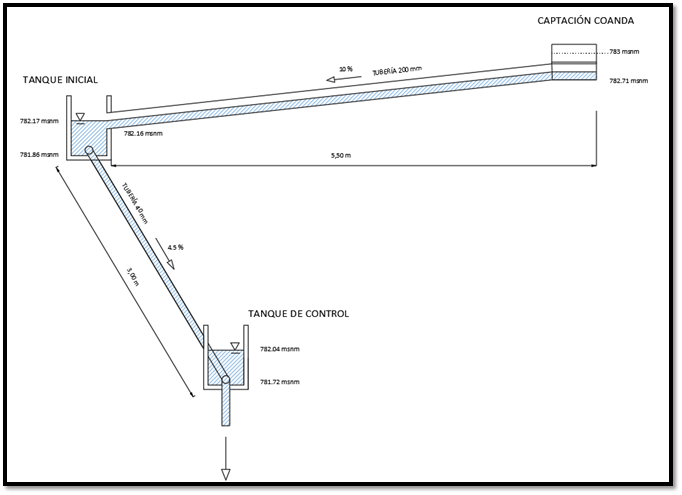 CAPTACIÓN COANDA
783 msnm
10 %
TUBERÍA 200 mm
TANQUE INICIAL
782.71 msnm
782.17 msnm
782.16 msnm
781.86 msnm
5,50 m
TUBERÍA 40 mm
4.5 %
3,00 m
TANQUE DE CONTROL
782.04 msnm
781.72 msnm